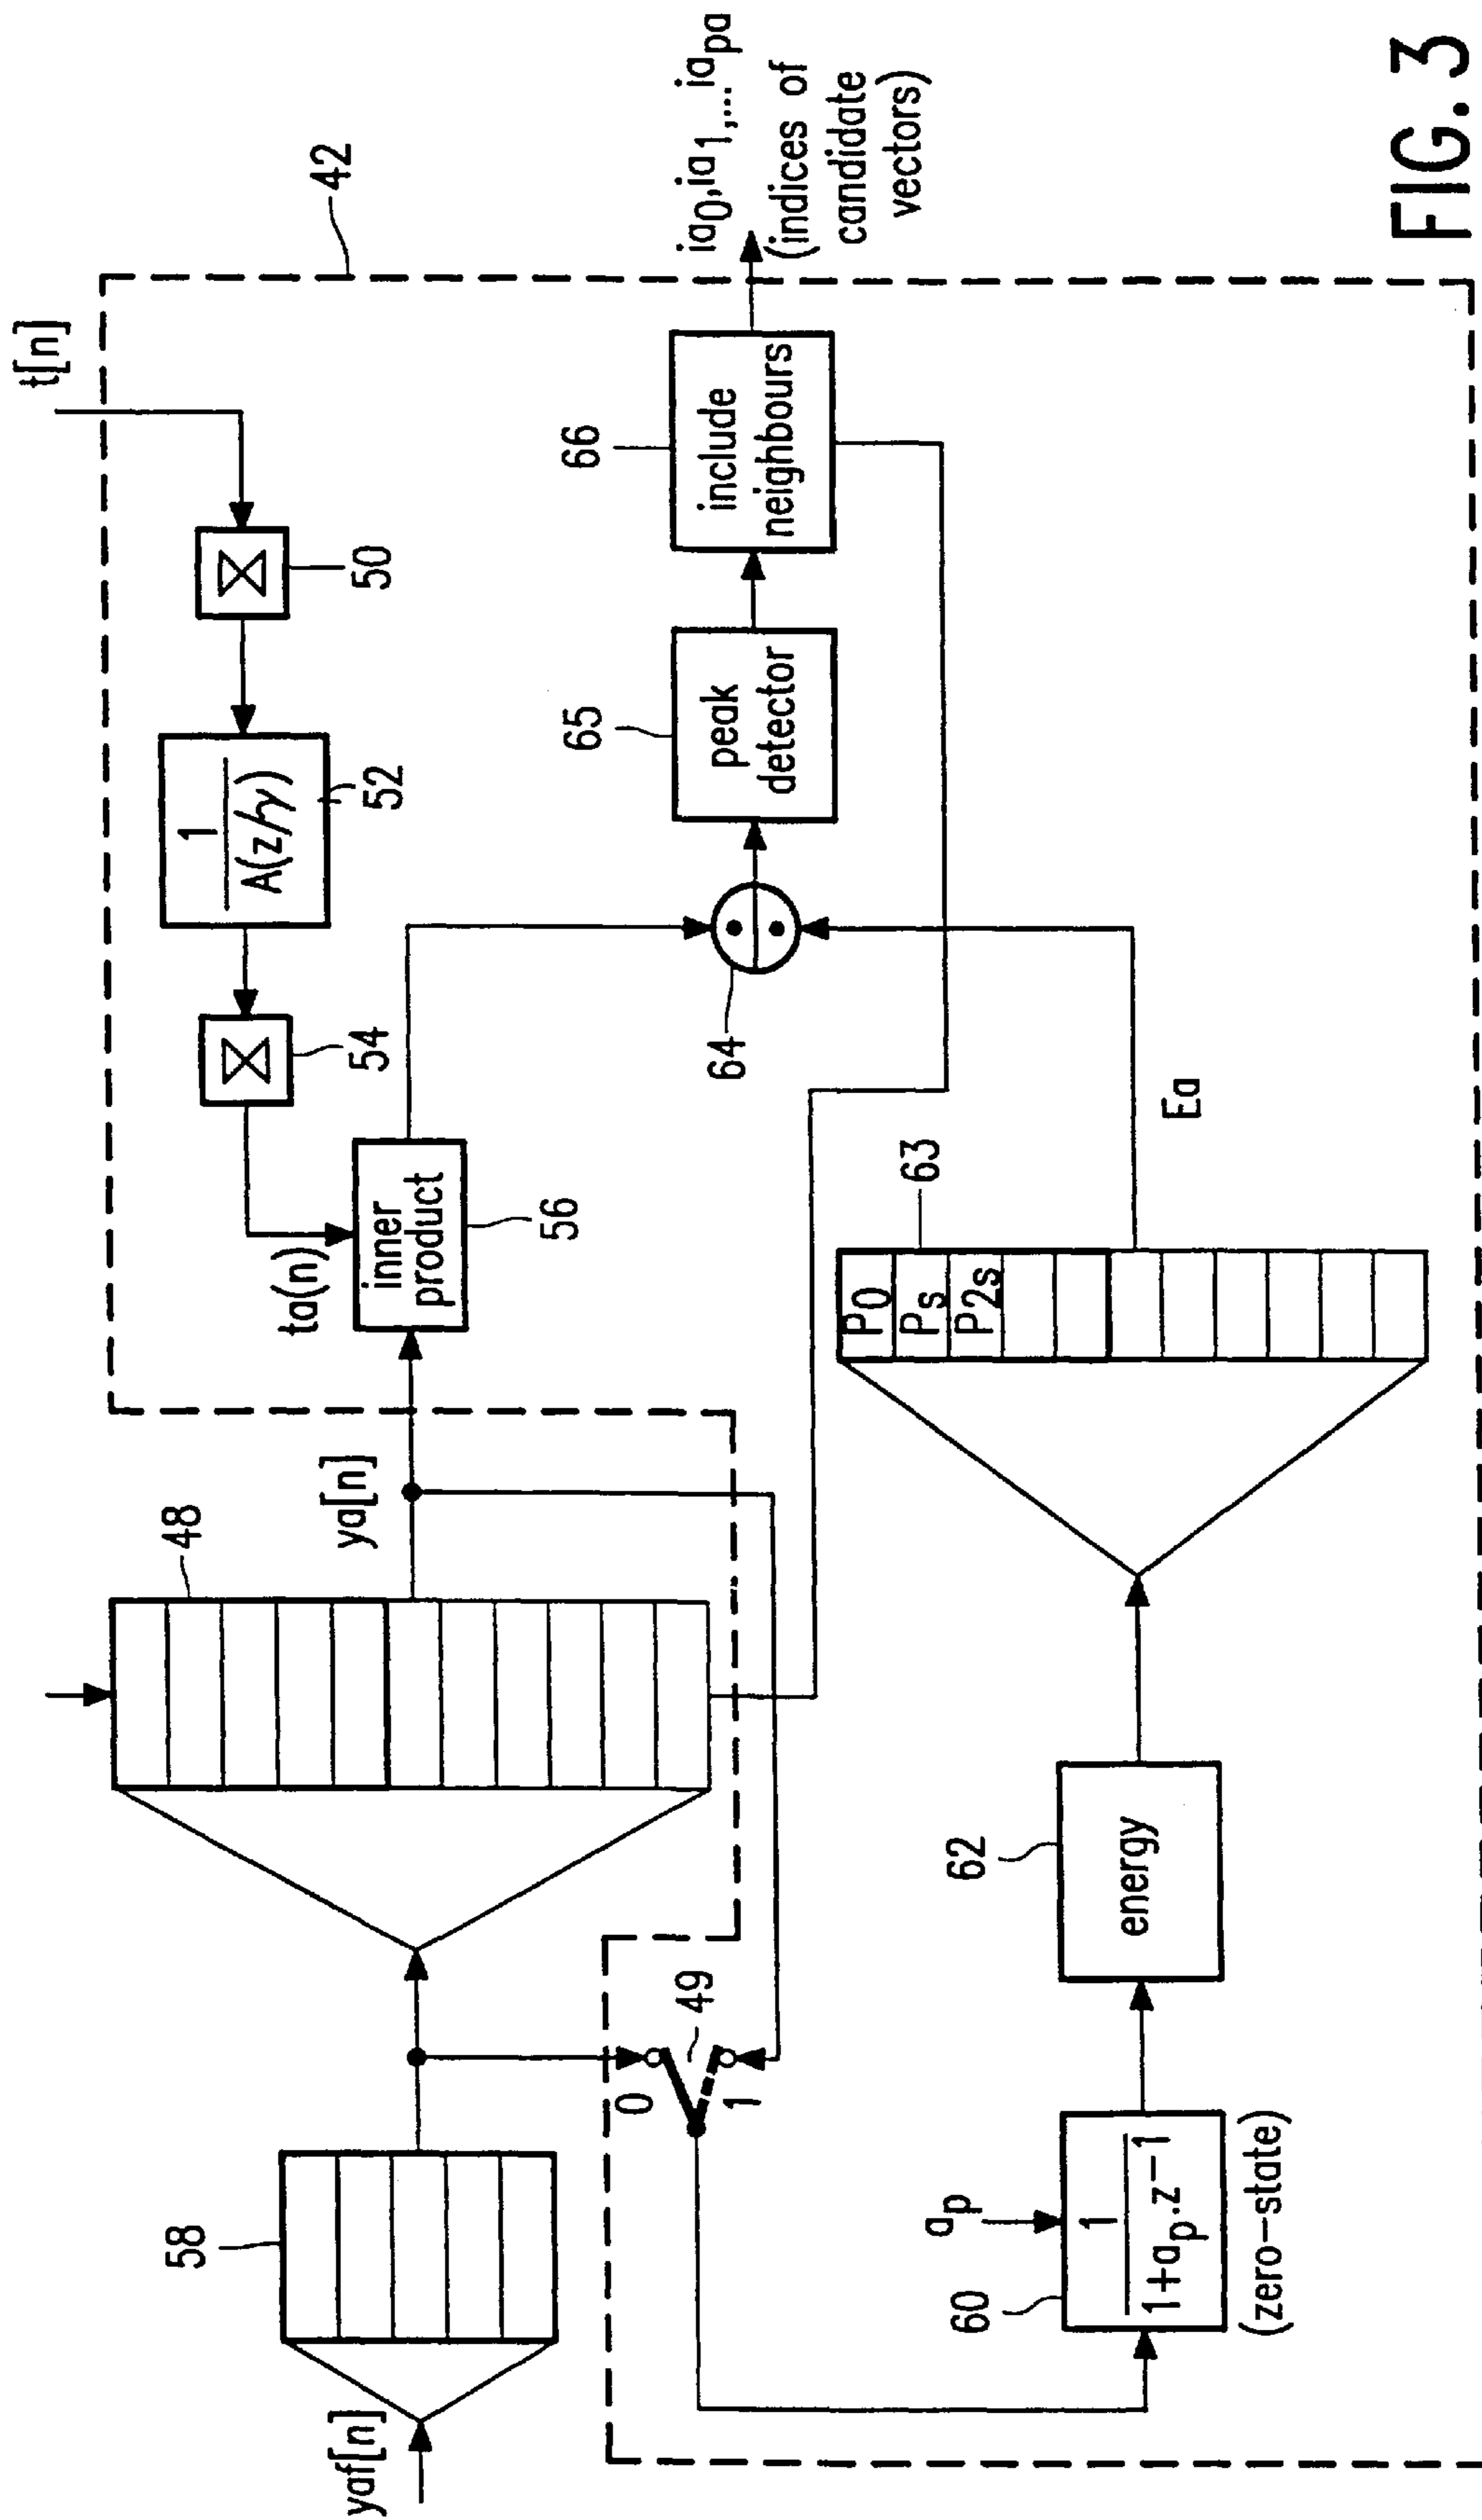 t[n]
42
50
1
A(z/γ)
52
54
ta(n)
inner
product
56
ya[n]
48
58
yaf[n]
0
1
49
64
65
peak
detector
66
include
neighbours
ia0,ia1,...iapa
(indices of
candidate
vectors)
ap
60
1
1+ap.z−1
(zero−state)
62
energy
63
P0
Ps
P2s
Ea
FIG. 3